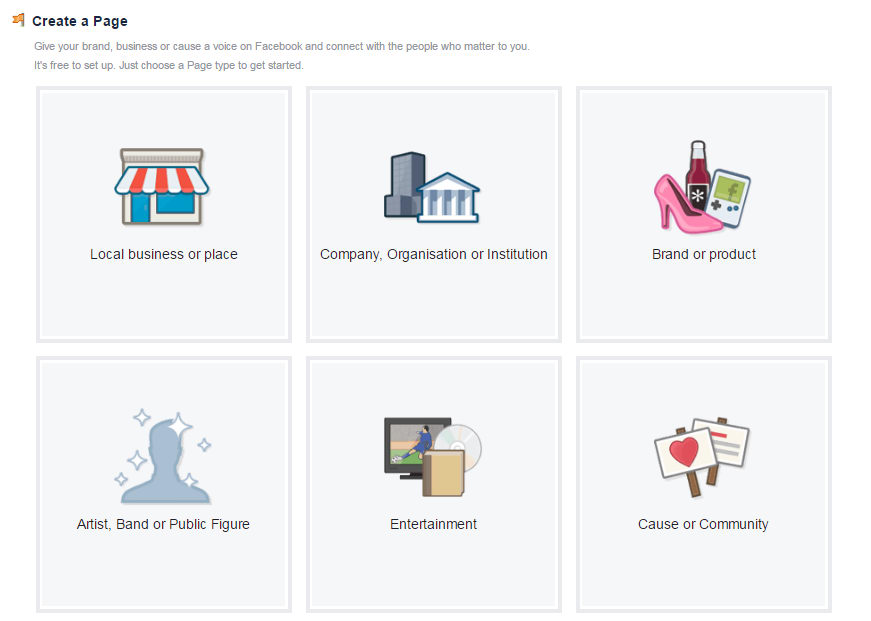 Create a Page
Give your brand, business or cause a voice on Facebook and connect with the people who matter to you.
It's free to set up. Just choose a Page type to get started.
Local business or place
Company, Organisation or Institution
Brand or product
Artist, Band or Public Figure
Entertainment
Cause or Community